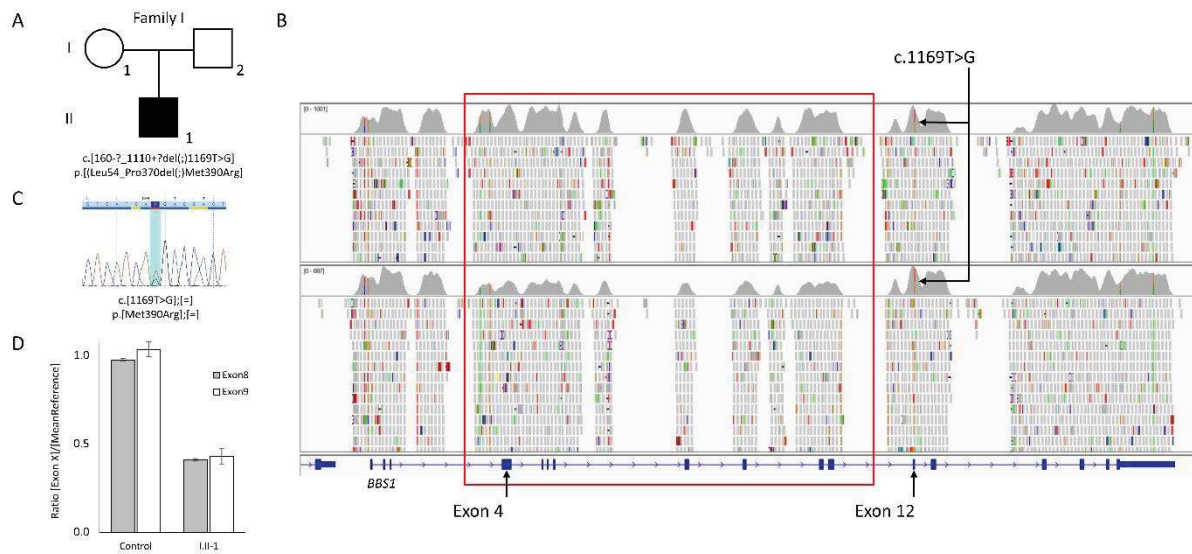 A
Family I
I
1
2
II
1
c.[160-?_1110+?del(;)1169T>G]
p.[(Leu54_Pro370del(;)Met390Arg]
B
c.1169T>G
[0 - 1001]
[0 - 667]
BBS1
Exon 4
Exon 12
C
c.[1169T>G];[=]
p.[Met390Arg];[=]
D
Ratio [Exon X]/[MeanReference]
1.0
0.5
0.0
Exon8
Exon9
Control
I.II-1